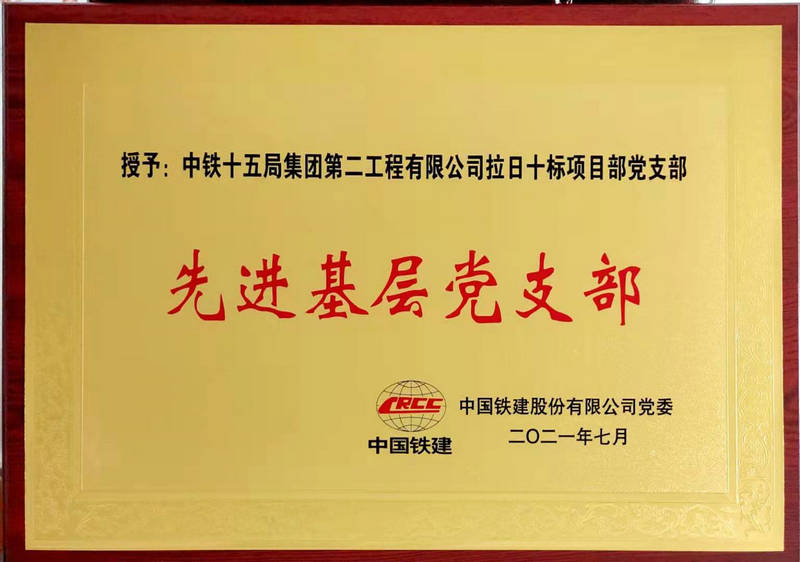 授予：中铁十五局集团第二工程有限公司拉日十标项目部党支部
先进基层党支部
CRCC
中国铁建
中国铁建股份有限公司党委
二〇二一年七月